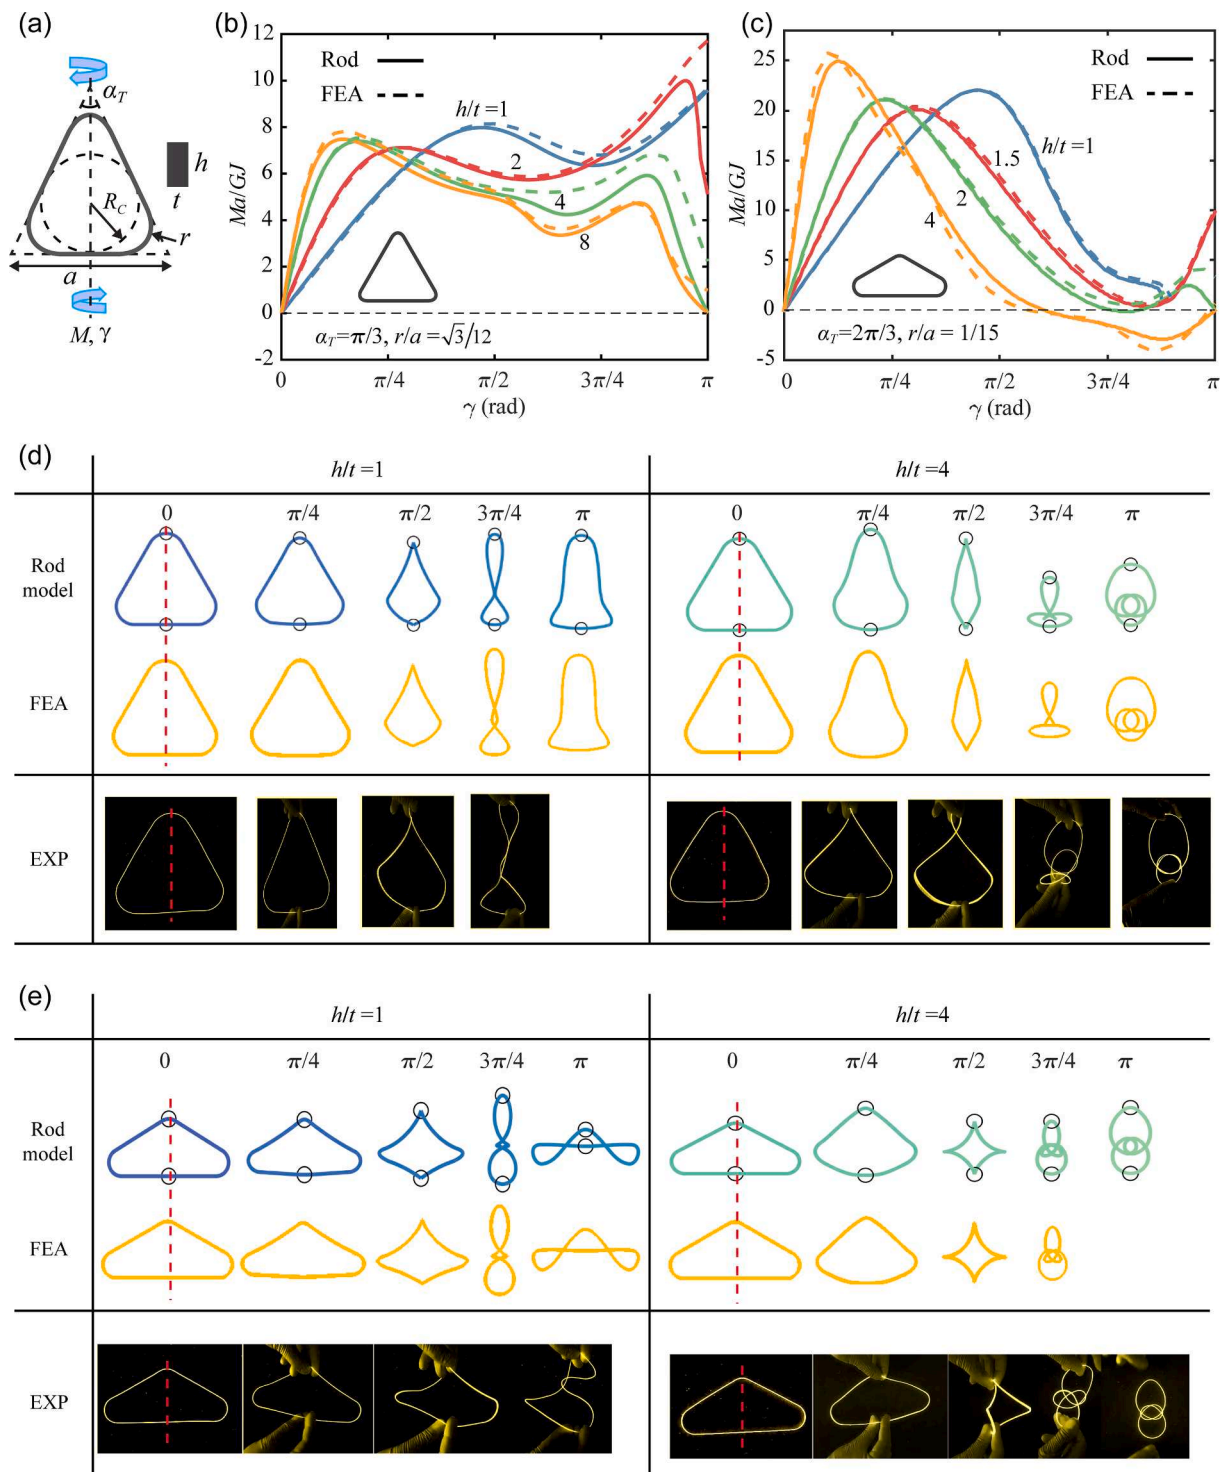 (a)
α_T
h
t
R_C
r
a
M, γ
(b)
12
10
8
6
4
2
0
-2
Ma/GJ
Rod
FEA
h/t =1
2
4
8
α_T=π/3, r/a =√3/12
0
π/4
π/2
3π/4
π
γ (rad)
(c)
25
20
15
10
5
0
-5
Ma/GJ
Rod
FEA
h/t=1
1.5
2
4
α_T=2π/3, r/a = 1/15
0
π/4
π/2
3π/4
π
γ (rad)
(d)
h/t =1
h/t =4
0 π/4 π/2 3π/4 π
0 π/4 π/2 3π/4 π
Rod
model
FEA
EXP
(e)
h/t =1
h/t =4
0 π/4 π/2 3π/4 π
0 π/4 π/2 3π/4 π
Rod
model
FEA
EXP